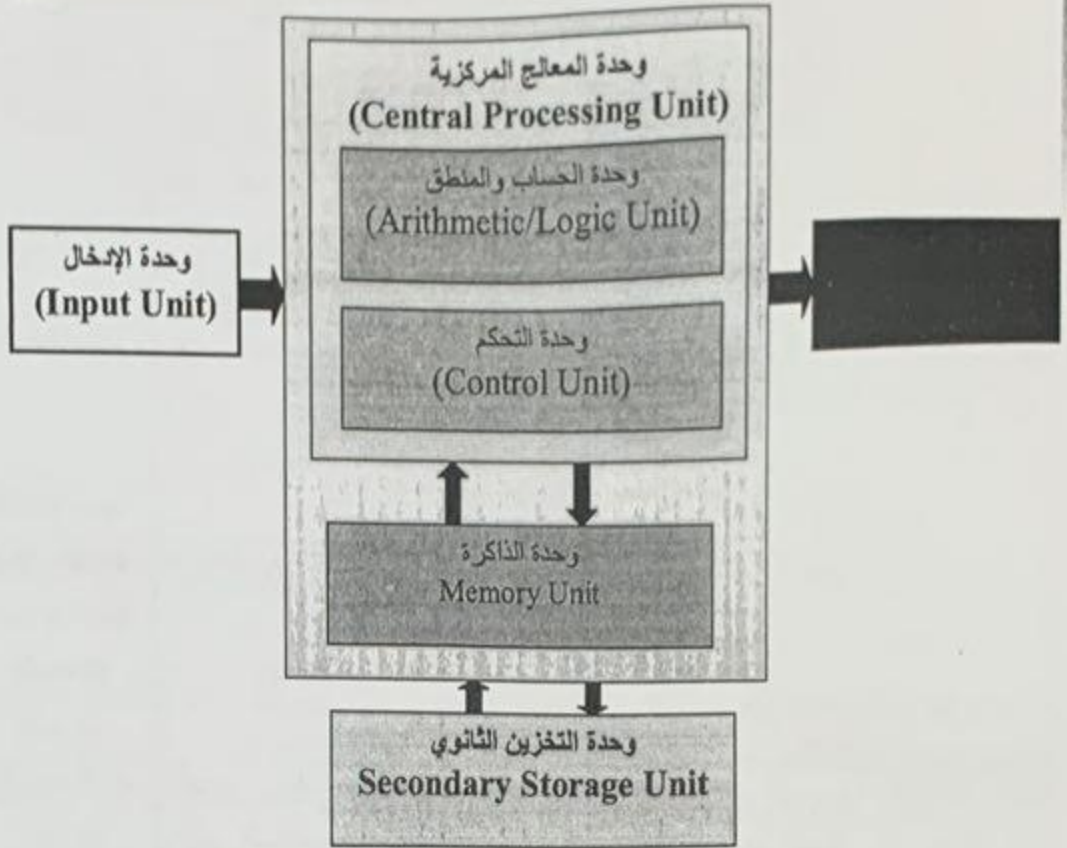 وحدة المعالج المركزية
(Central Processing Unit)
وحدة الحساب والمنطق
(Arithmetic/Logic Unit)
وحدة الإدخال
(Input Unit)
وحدة التحكم
(Control Unit)
وحدة الذاكرة
Memory Unit
وحدة التخزين الثانوي
Secondary Storage Unit